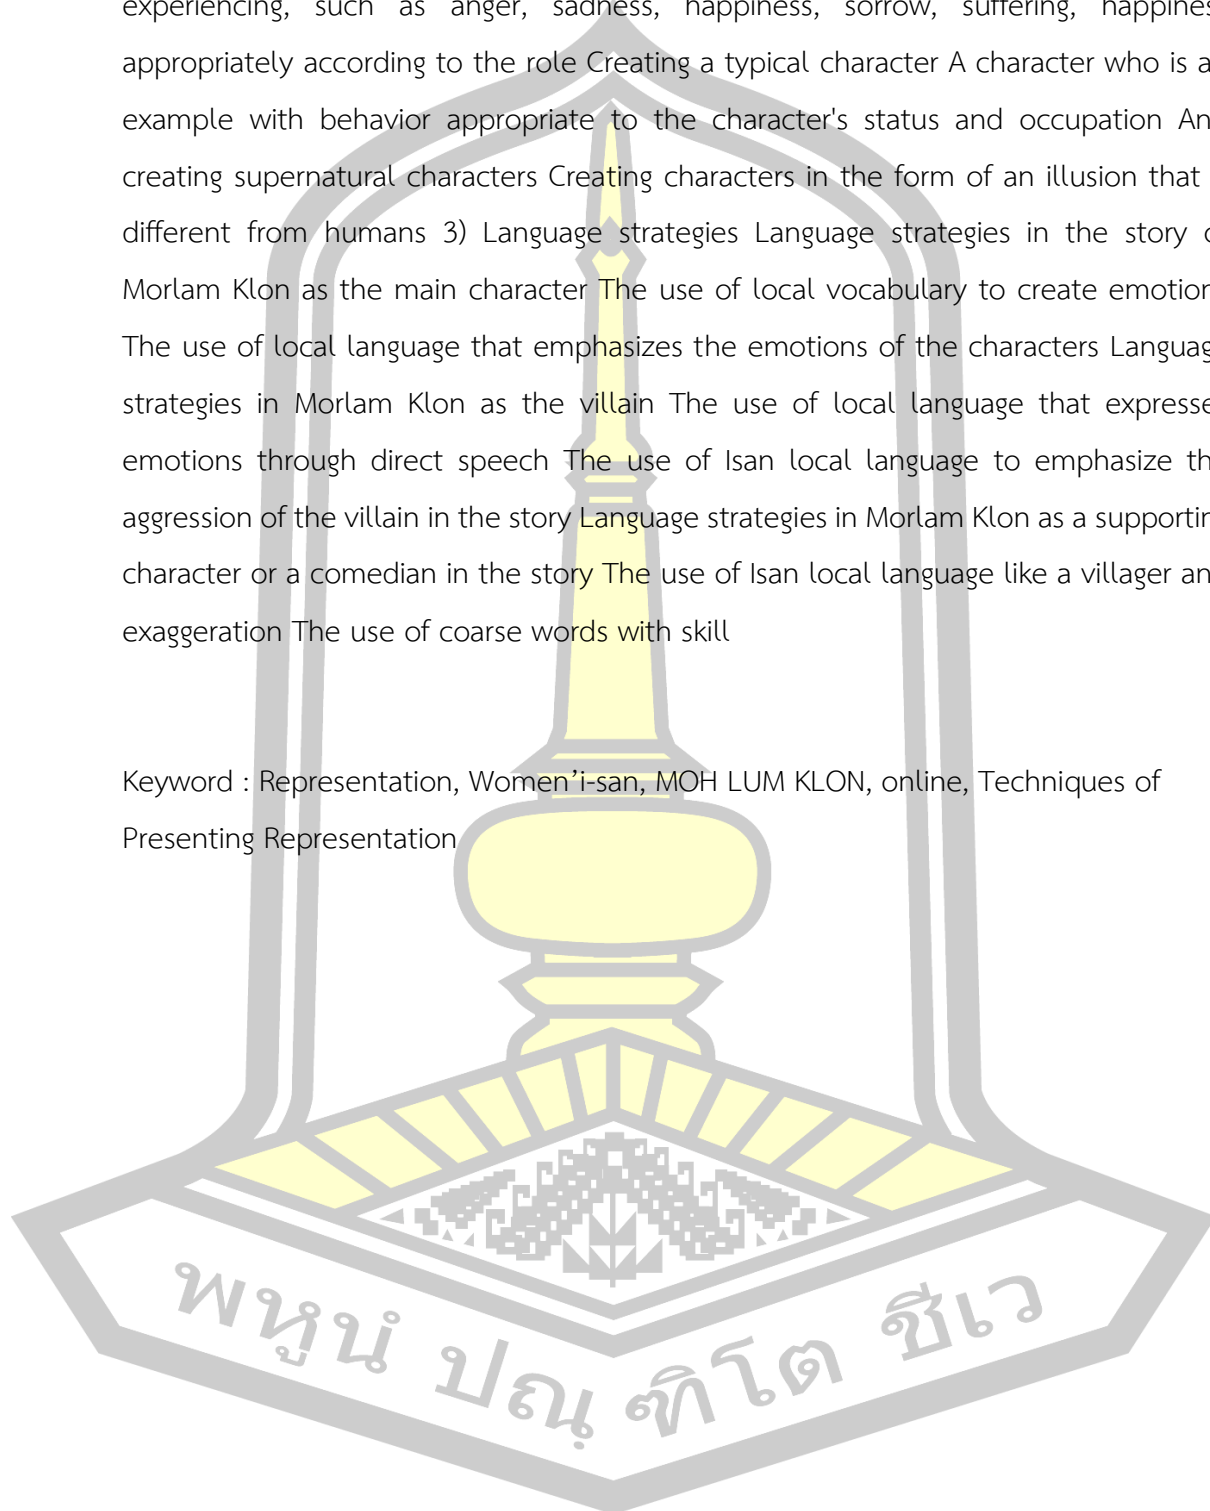 experiencing, such as anger, sadness, happiness, sorrow, suffering,
appropriately according to the role Creating a typical character A character who is
example with behavior appropriate to the character's status and occupation
creating supernatural characters Creating characters in the form of an illusion that
different from humans 3) Language strategies Language strategies in the story
Morlam Klon as the main character The use of local vocabulary to create
The use of local language that emphasizes the emotions of the characters
strategies in Morlam Klon as the villain The use of local language that
emotions through direct speech The use of Isan local language to emphasize
aggression of the villain in the story Language strategies in Morlam Klon as a
character or a comedian in the story The use of Isan local language like a villager
exaggeration The use of coarse words with skill
Keyword : Representation, Women’i-san, MOH LUM KLON, online, Techniques of
Presenting Representation
พหูนํ ปณฺฑิโต ชีเว